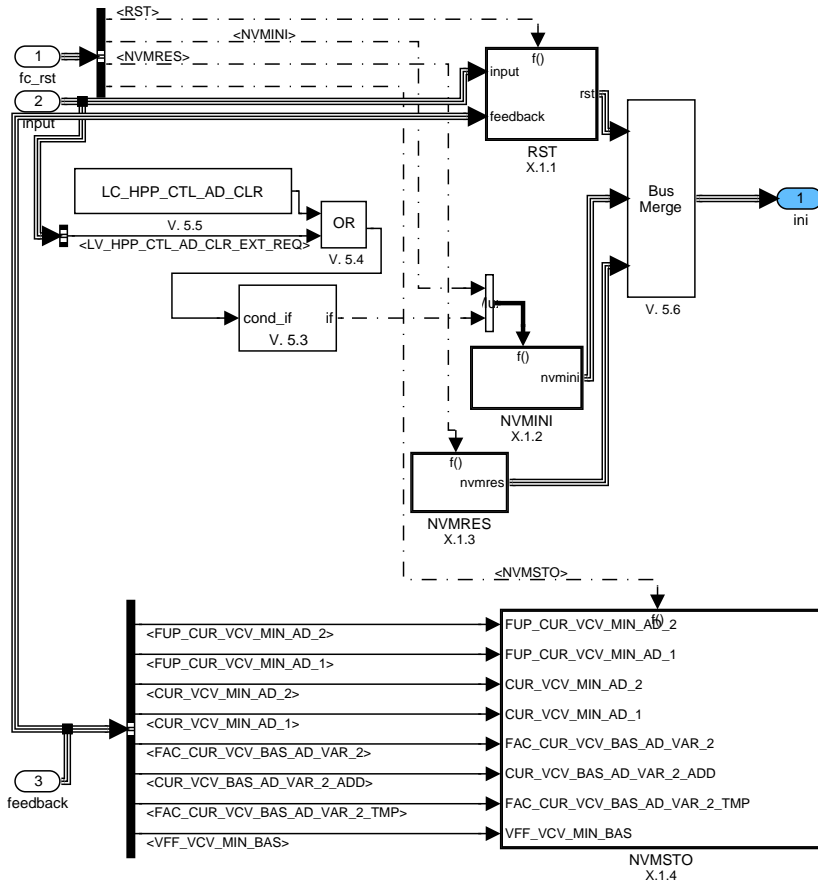 <RST>
<NVMINI>
<NVMRES>
1
fc_rst
2
input
f()
input
feedback
rst
RST
X.1.1
Bus
Merge
V. 5.6
1
ini
LC_HPP_CTL_AD_CLR
V. 5.5
OR
V. 5.4
<LV_HPP_CTL_AD_CLR_EXT_REQ>
cond_if
if
V. 5.3
f()
nvmini
NVMINI
X.1.2
f()
nvmres
NVMRES
X.1.3
<NVMSTO>
f()
<FUP_CUR_VCV_MIN_AD_2>
<FUP_CUR_VCV_MIN_AD_1>
<CUR_VCV_MIN_AD_2>
<CUR_VCV_MIN_AD_1>
<FAC_CUR_VCV_BAS_AD_VAR_2>
<CUR_VCV_BAS_AD_VAR_2_ADD>
<FAC_CUR_VCV_BAS_AD_VAR_2_TMP>
<VFF_VCV_MIN_BAS>
FUP_CUR_VCV_MIN_AD_2
FUP_CUR_VCV_MIN_AD_1
CUR_VCV_MIN_AD_2
CUR_VCV_MIN_AD_1
FAC_CUR_VCV_BAS_AD_VAR_2
CUR_VCV_BAS_AD_VAR_2_ADD
FAC_CUR_VCV_BAS_AD_VAR_2_TMP
VFF_VCV_MIN_BAS
3
feedback
NVMSTO
X.1.4